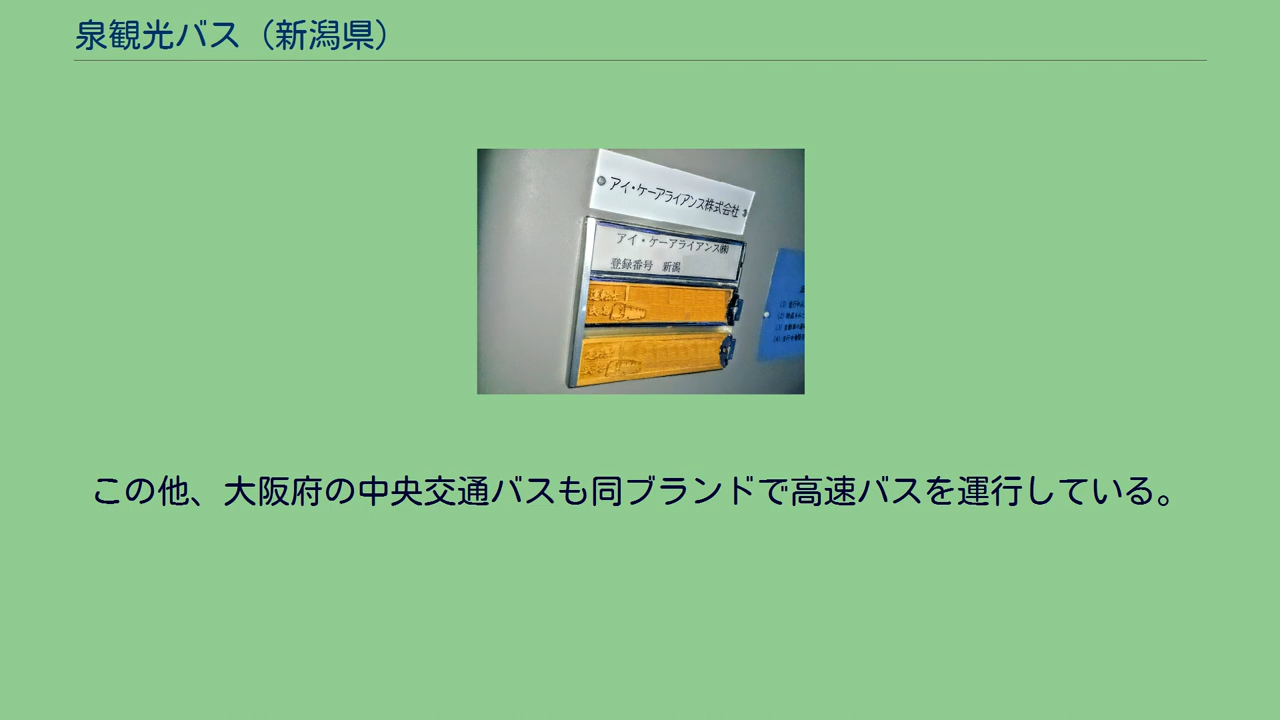 泉観光バス（新潟県）
アイ・ケーアライアンス株式会社
アイ・ケーアライアンス㈱
登録番号　新潟
この他、大阪府の中央交通バスも同ブランドで高速バスを運行している。